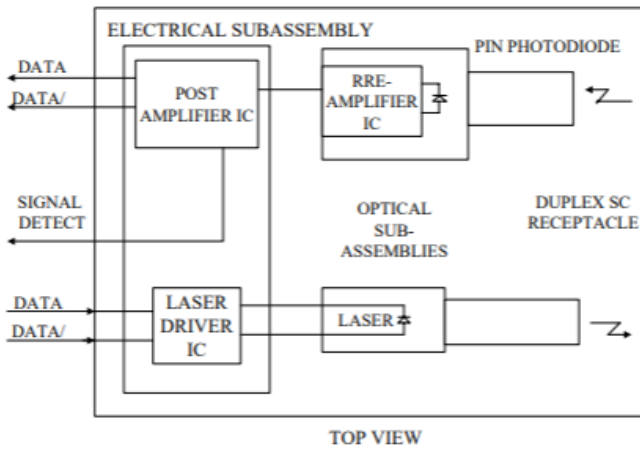 ELECTRICAL SUBASSEMBLY
PIN PHOTODIODE
DATA
DATA/
POST
AMPLIFIER IC
RRE-
AMPLIFIER
IC
SIGNAL
DETECT
OPTICAL
SUB-
ASSEMBLIES
DUPLEX SC
RECEPTACLE
DATA
DATA/
LASER
DRIVER
IC
LASER
TOP VIEW